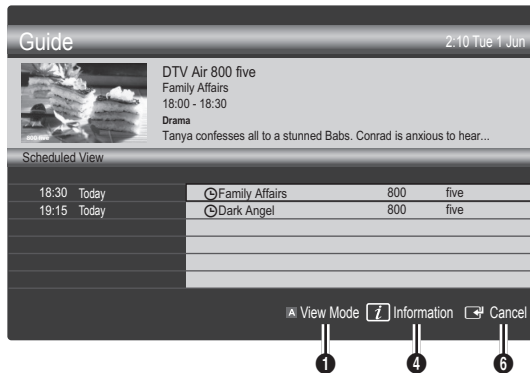 Guide
2:10 Tue 1 Jun
DTV Air 800 five
Family Affairs
18:00 - 18:30
Drama
Tanya confesses all to a stunned Babs. Conrad is anxious to hear...
800 five
Scheduled View
18:30 Today Family Affairs 800 five
19:15 Today Dark Angel 800 five
A View Mode i Information Cancel
1 4 6